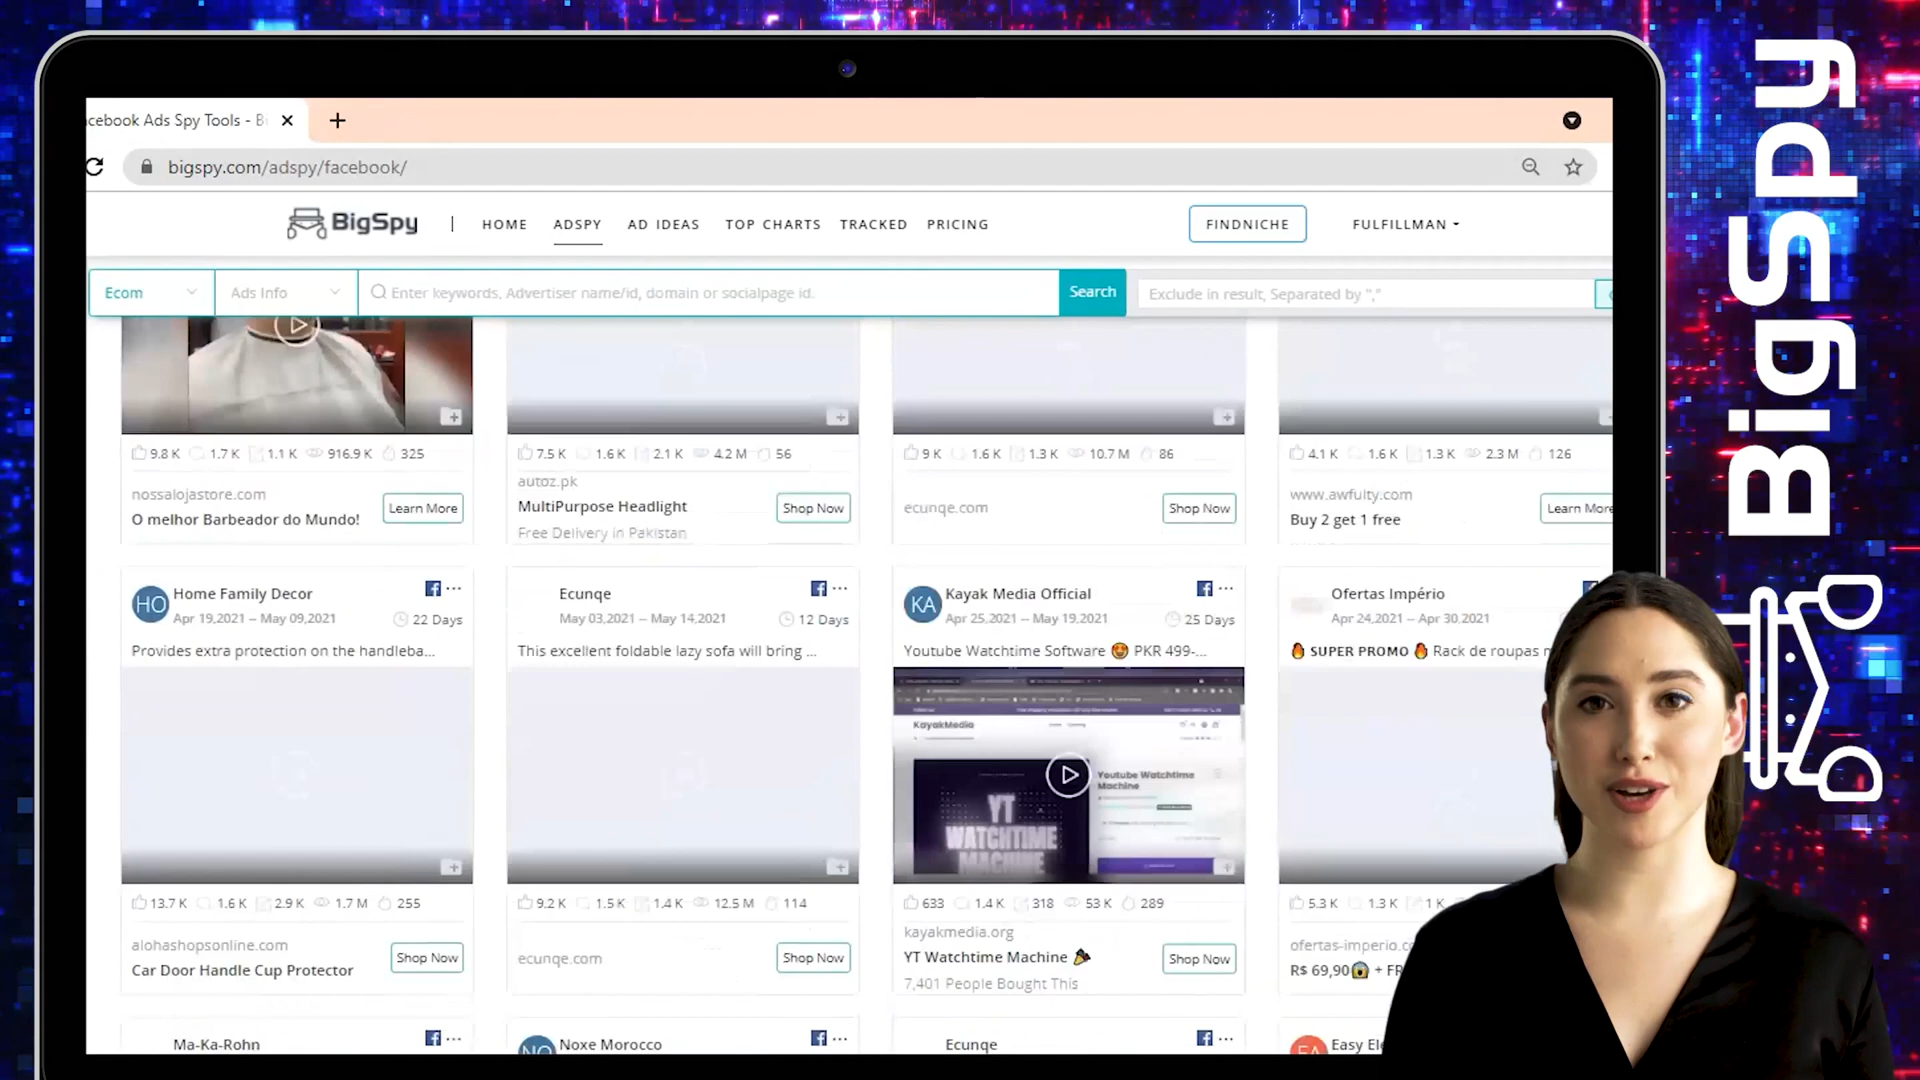 acebook Ads Spy Tools - B
bigspy.com/adspy/facebook/
BigSpy
HOME
ADSPY
AD IDEAS
TOP CHARTS
TRACKED
PRICING
FINDNICHE
FULFILLMAN
Ecom
Ads Info
Enter keywords, Advertiser name/id, domain or socialpage id.
Search
Exclude in result, Separated by ","
9.8 K 1.7 K 1.1 K 916.9 K 325
nossalojastore.com
O melhor Barbeador do Mundo!
Learn More
7.5 K 1.6 K 2.1 K 4.2 M 56
autoz.pk
MultiPurpose Headlight
Free Delivery in Pakistan
Shop Now
9 K 1.6 K 1.3 K 10.7 M 86
ecunqe.com
Shop Now
4.1 K 1.6 K 1.3 K 2.3 M 126
www.awfulty.com
Buy 2 get 1 free
Learn More
HO
Home Family Decor
Apr 19,2021 -- May 09,2021
22 Days
Provides extra protection on the handleba...
13.7 K 1.6 K 2.9 K 1.7 M 255
alohashopsonline.com
Car Door Handle Cup Protector
Shop Now
Ecunqe
May 03,2021 -- May 14,2021
12 Days
This excellent foldable lazy sofa will bring ...
9.2 K 1.5 K 1.4 K 12.5 M 114
ecunqe.com
Shop Now
KA
Kayak Media Official
Apr 25,2021 -- May 19,2021
25 Days
Youtube Watchtime Software 😍 PKR 499-...
KayakMedia
YT
WATCHTIME
MACHINE
Youtube Watchtime
Machine
633 1.4 K 318 53 K 289
kayakmedia.org
YT Watchtime Machine 🎉
7,401 People Bought This
Shop Now
Ofertas Império
Apr 24,2021 -- Apr 30,2021
🔥 SUPER PROMO 🔥 Rack de roupas
5.3 K 1.3 K 1 K
ofertas-imperio.co
R$ 69,90😱 + FR
Ma-Ka-Rohn
NO
Noxe Morocco
Ecunqe
EA
Easy Ele
BigSpy